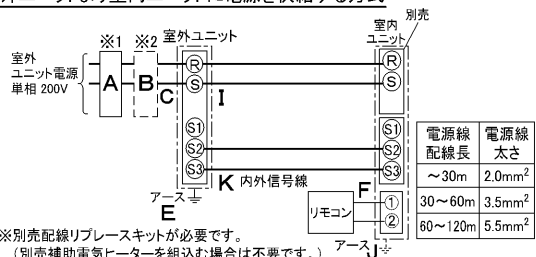 外ユニットより室内ユニットに電源を供給する方式
別売
※1 ※2 室外ユニット
室内
ユニット
室外
ユニット電源
単相 200V
A B C
R
S
I
R
S
S1
S2
S3
S1
S2
S3
K 内外信号線
アース
E
F
リモコン
①
②
アース
J
電源線
配線長
電源線
太さ
～30m 2.0mm²
30～60m 3.5mm²
60～120m 5.5mm²
※別売配線リプレースキットが必要です。
(別売補助電気ヒーターを組込む場合は不要です。)